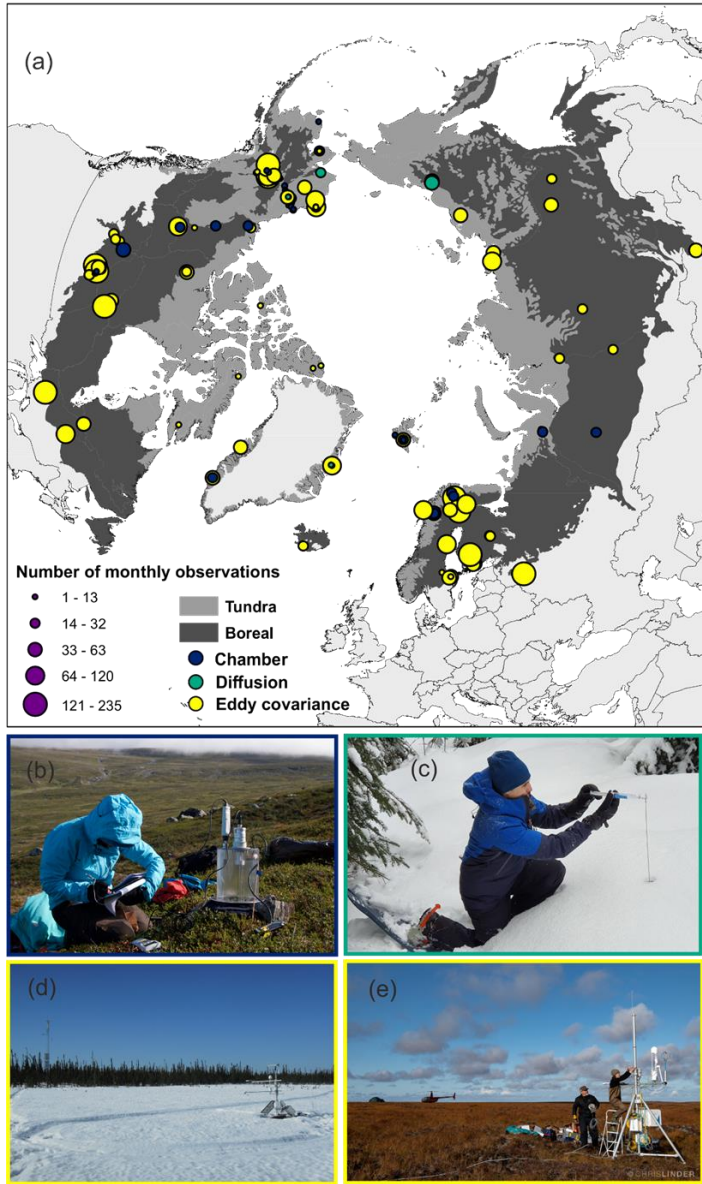 (a)
Number of monthly observations
1 - 13
14 - 32
33 - 63
64 - 120
121 - 235
Tundra
Boreal
Chamber
Diffusion
Eddy covariance
(b)
(c)
(d)
(e)
© CHRISLINDER